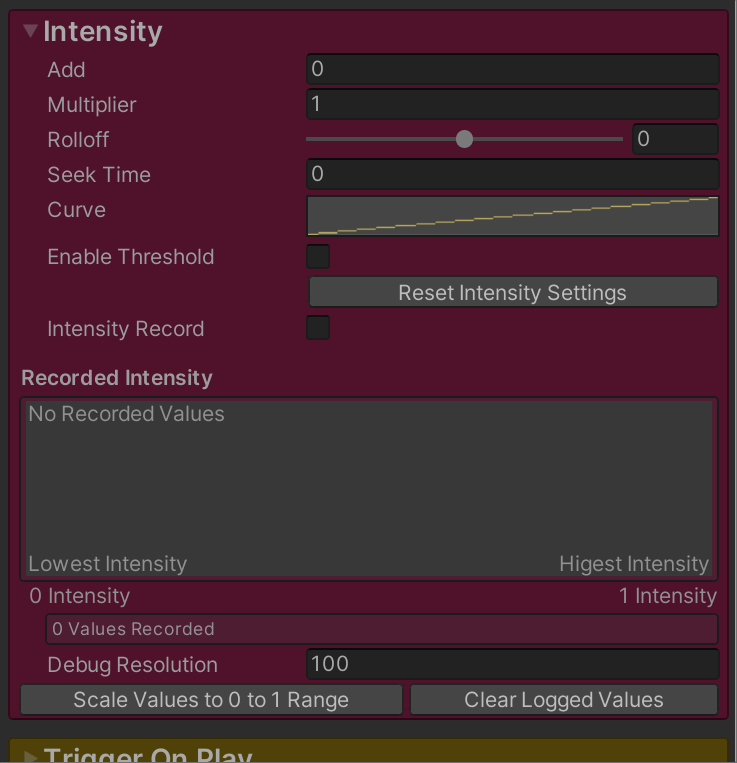 Intensity
Add 0
Multiplier 1
Rolloff 0
Seek Time 0
Curve
Enable Threshold
Reset Intensity Settings
Intensity Record
Recorded Intensity
No Recorded Values
Lowest Intensity Higest Intensity
0 Intensity 1 Intensity
0 Values Recorded
Debug Resolution 100
Scale Values to 0 to 1 Range Clear Logged Values
Trigger On Play